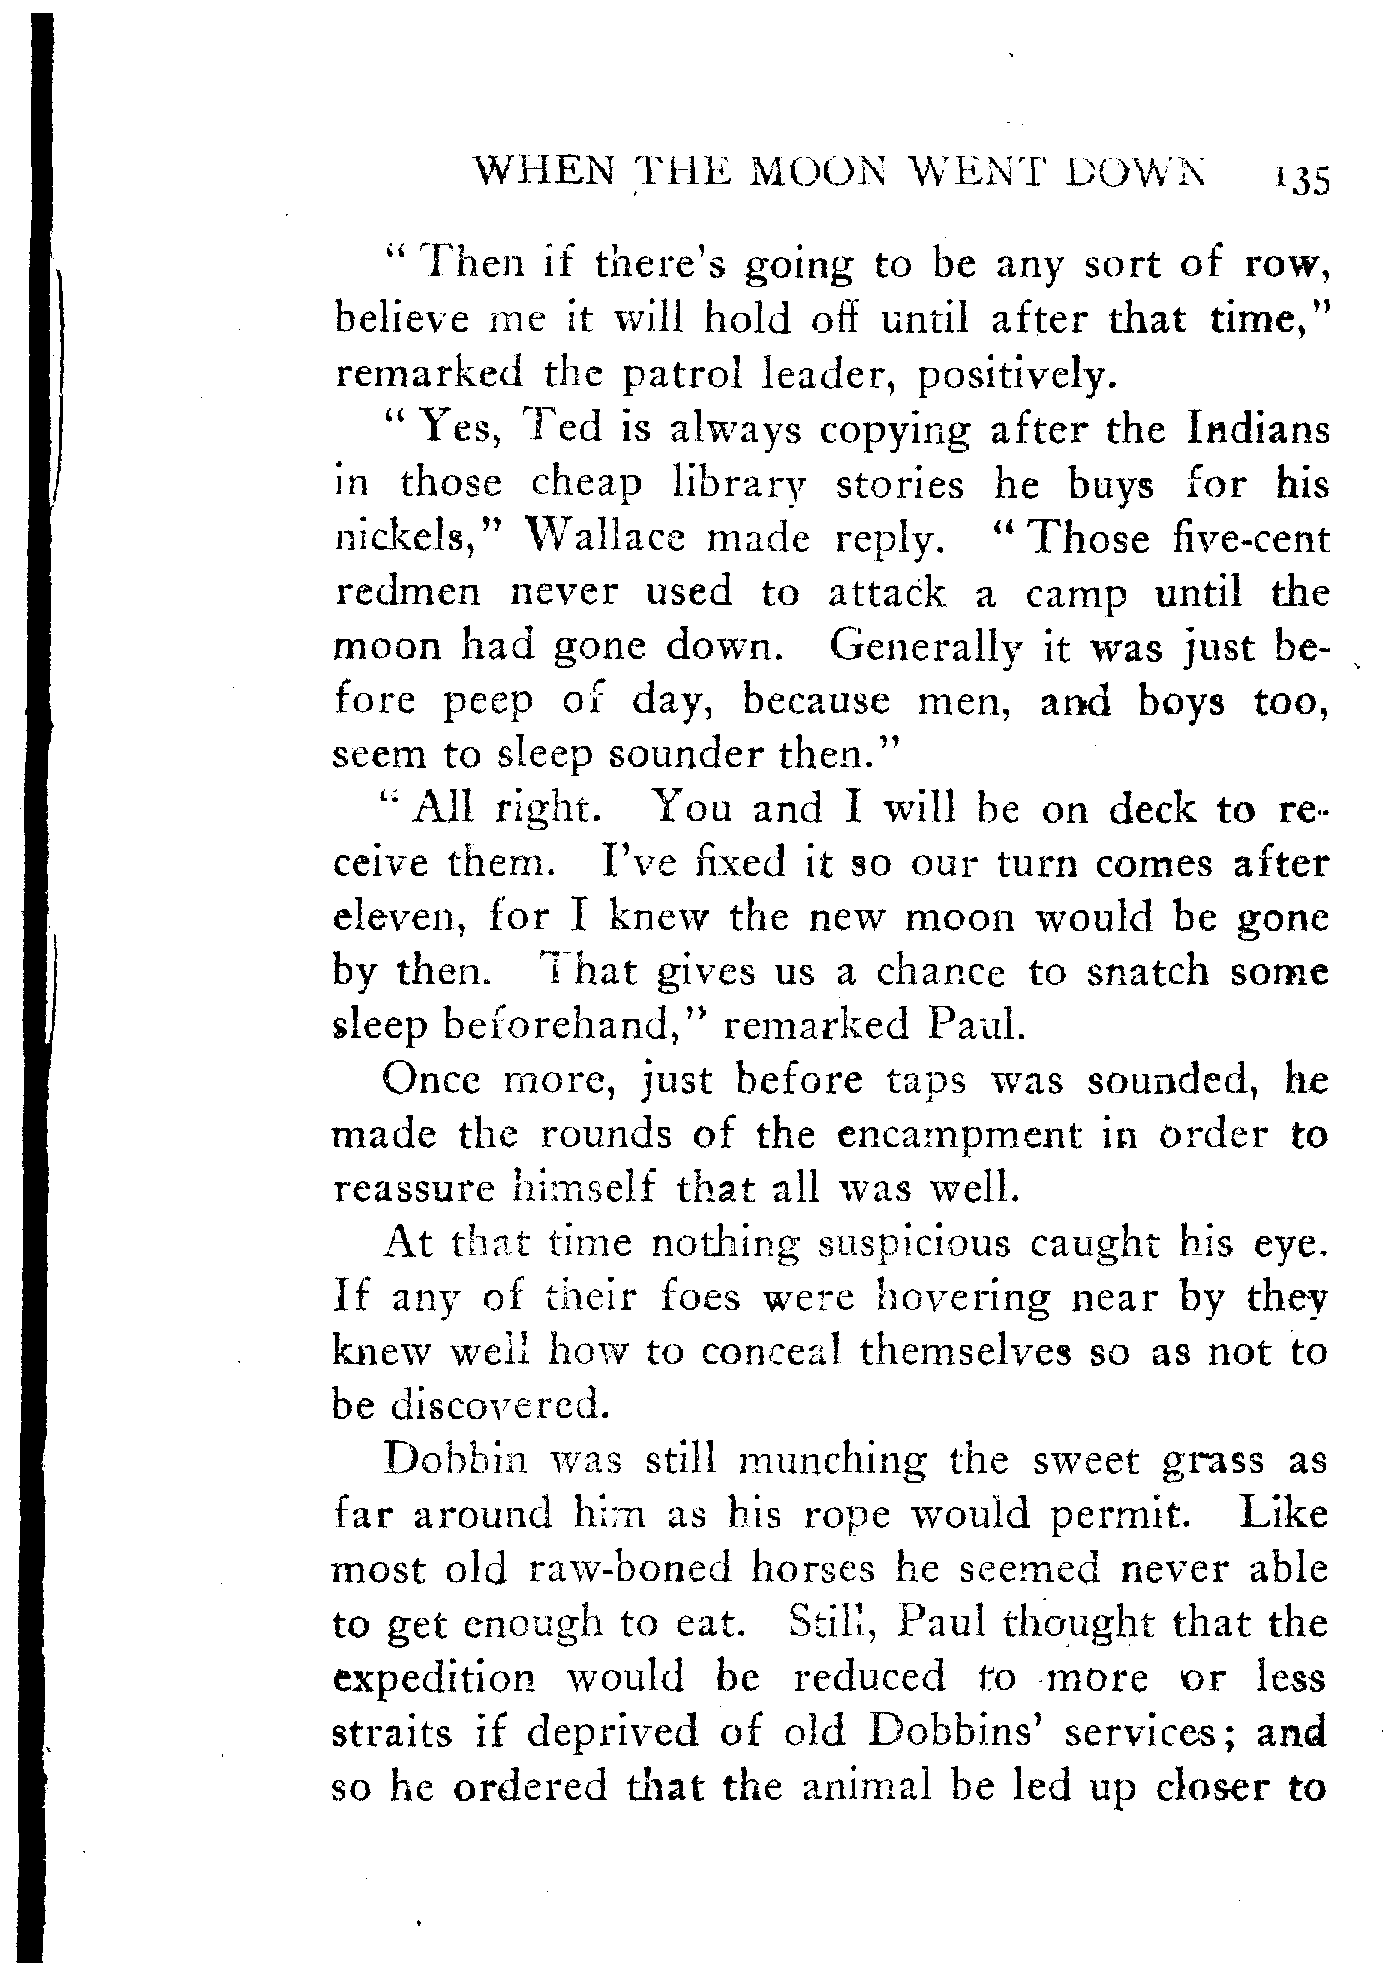 WHEN THE MOON WENT DOWN 135
" Then if there's going to be any sort of row,
believe me it will hold off until after that time,"
remarked the patrol leader, positively.
" Yes, Ted is always copying after the Indians
in those cheap library stories he buys for his
nickels," Wallace made reply. " Those five-cent
redmen never used to attack a camp until the
moon had gone down. Generally it was just be-
fore peep of day, because men, and boys too,
seem to sleep sounder then."
" All right. You and I will be on deck to re-
ceive them. I've fixed it so our turn comes after
eleven, for I knew the new moon would be gone
by then. That gives us a chance to snatch some
sleep beforehand," remarked Paul.
Once more, just before taps was sounded, he
made the rounds of the encampment in order to
reassure himself that all was well.
At that time nothing suspicious caught his eye.
If any of their foes were hovering near by they
knew well how to conceal themselves so as not to
be discovered.
Dobbin was still munching the sweet grass as
far around him as his rope would permit. Like
most old raw-boned horses he seemed never able
to get enough to eat. Still, Paul thought that the
expedition would be reduced to more or less
straits if deprived of old Dobbins' services; and
so he ordered that the animal be led up closer to